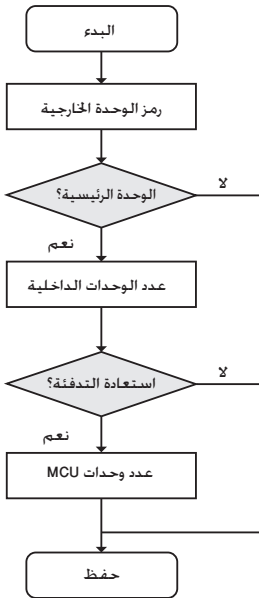 البدء
رمز الوحدة الخارجية
الوحدة الرئيسية؟
لا
نعم
عدد الوحدات الداخلية
استعادة التدفئة؟
لا
نعم
عدد وحدات MCU
حفظ